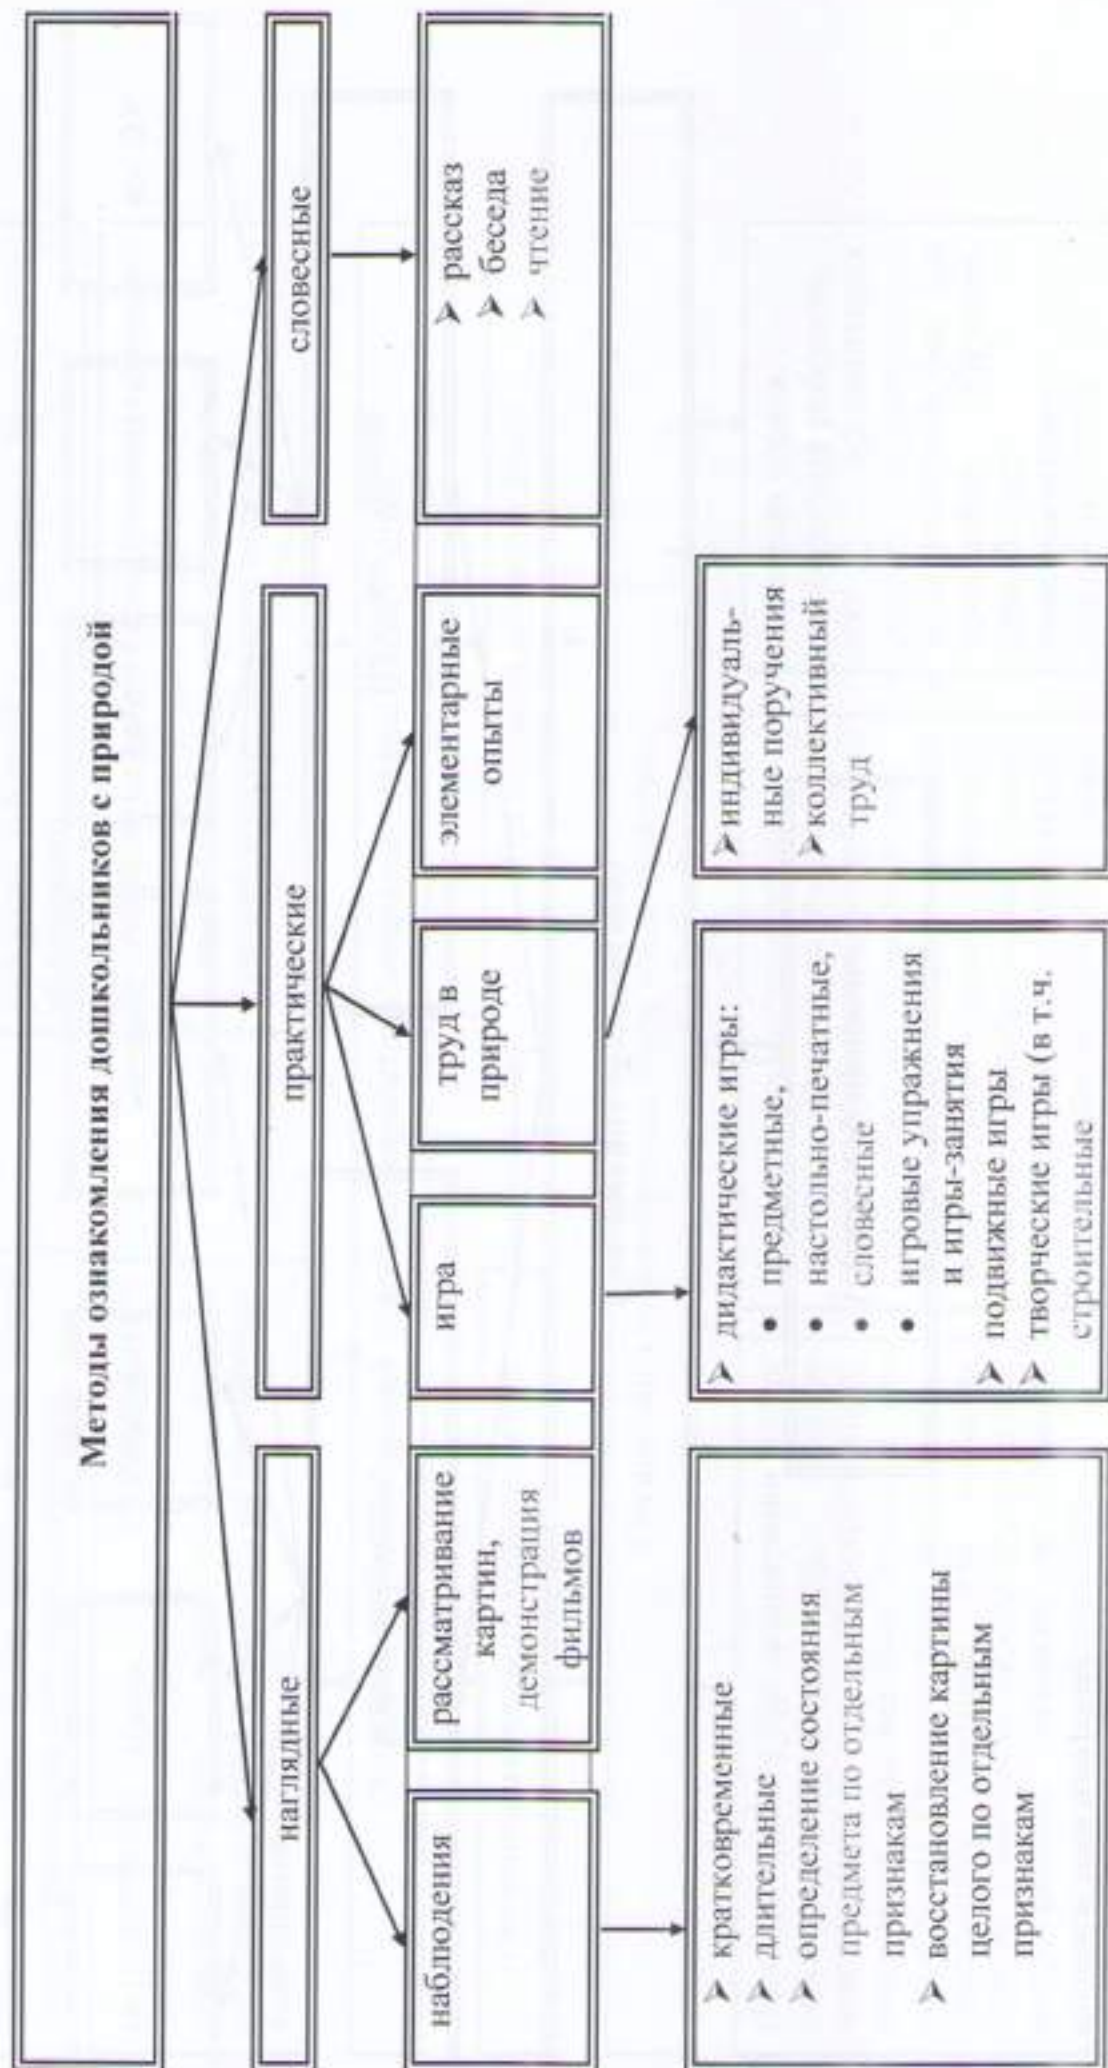 Методы ознакомления дошкольников с природой
наглядные
практические
словесные
наблюдения
рассматривание
картин,
демонстрация
фильмов
игра
труд в
природе
элементарные
опыты
➢ рассказ
➢ беседа
➢ чтение
➢ кратковременные
➢ длительные
➢ определение состояния
предмета по отдельным
признакам
➢ восстановление картины
целого по отдельным
признакам
➢ дидактические игры:
• предметные,
• настольно-печатные,
• словесные
• игровые упражнения
и игры-занятия
➢ подвижные игры
➢ творческие игры (в т.ч.
строительные
➢ индивидуаль-
ные поручения
➢ коллективный
труд